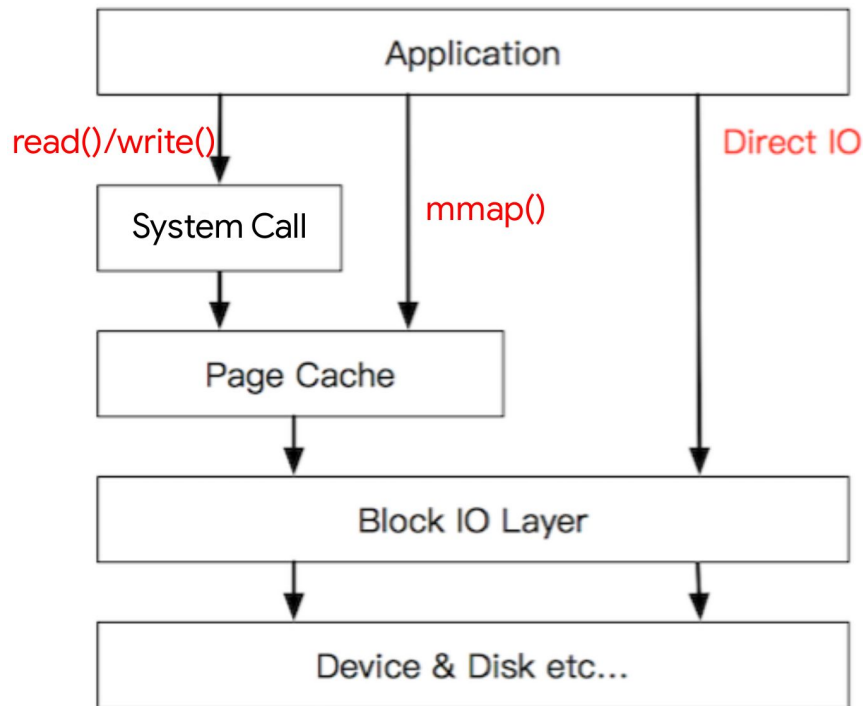 Application
read()/write()
Direct IO
mmap()
System Call
Page Cache
Block IO Layer
Device & Disk etc...